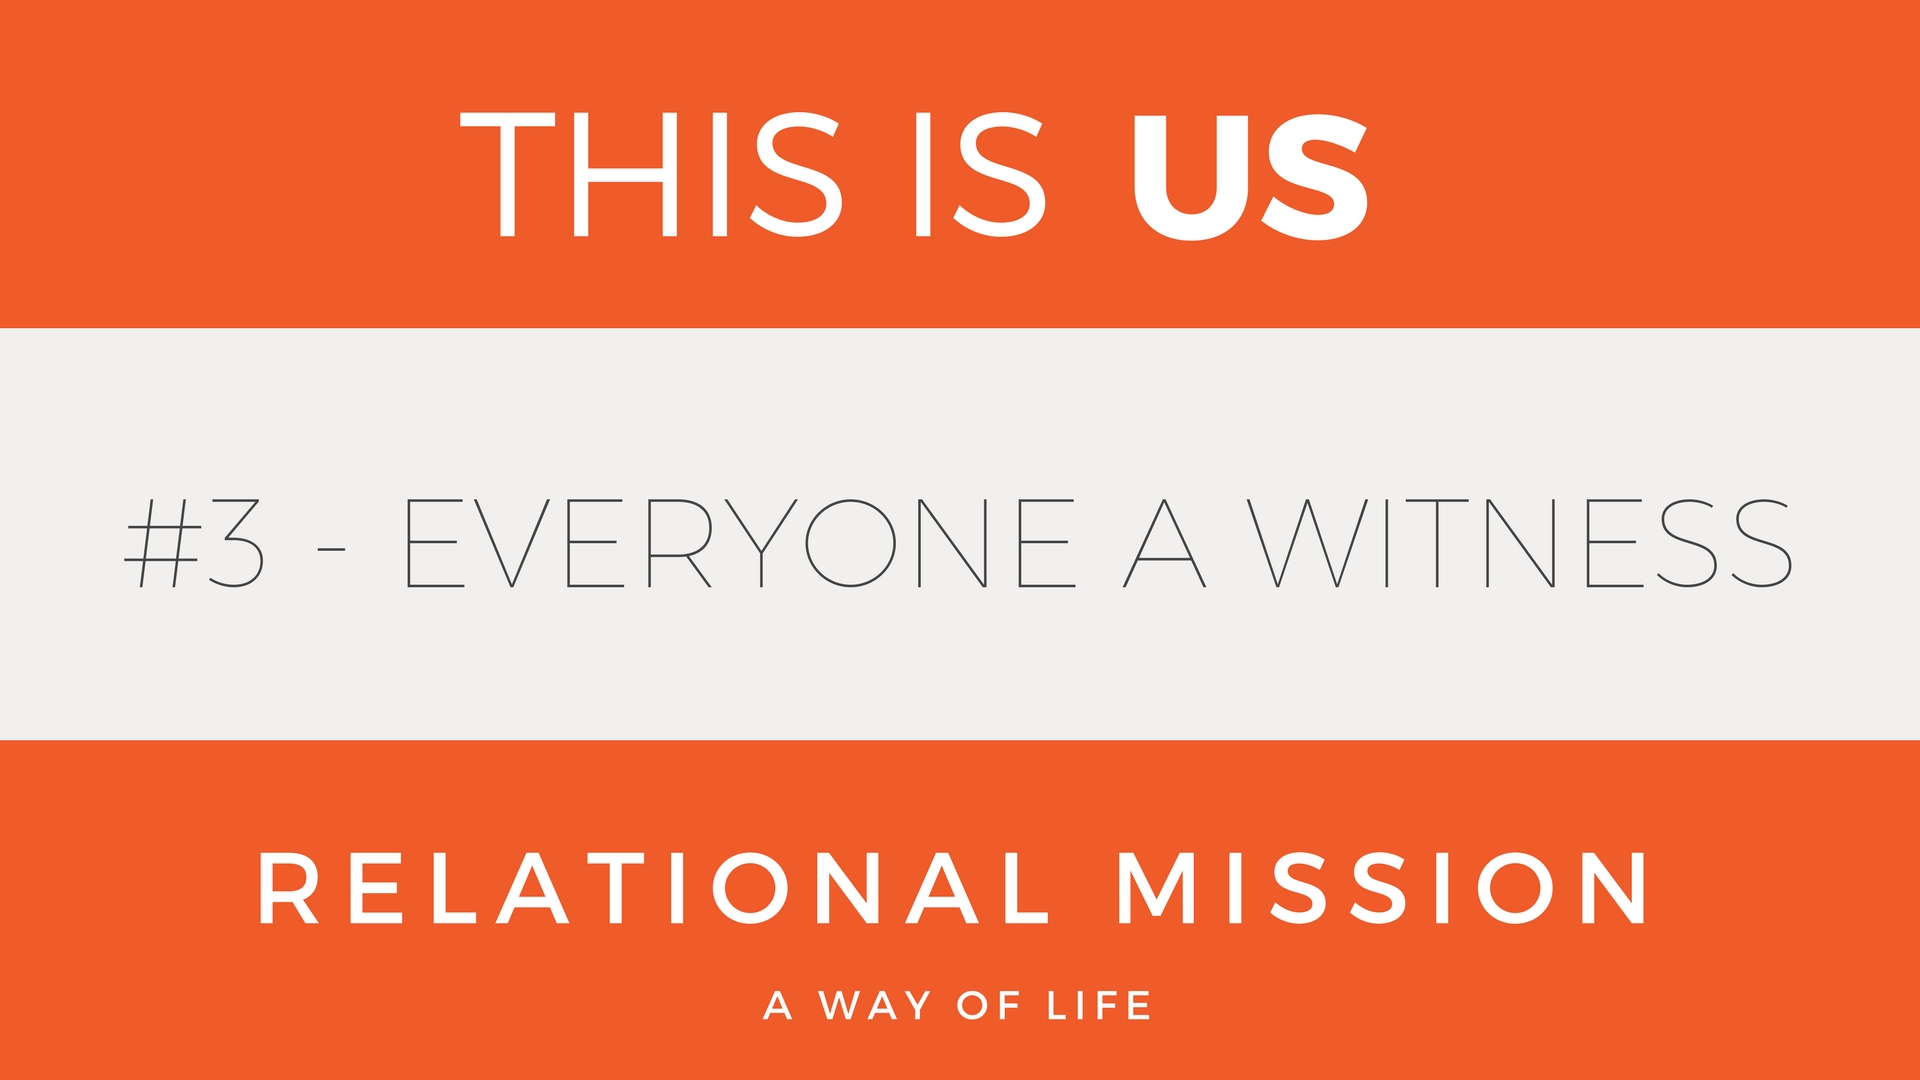 THIS IS US
#3 - EVERYONE A WITNESS
RELATIONAL MISSION
A WAY OF LIFE